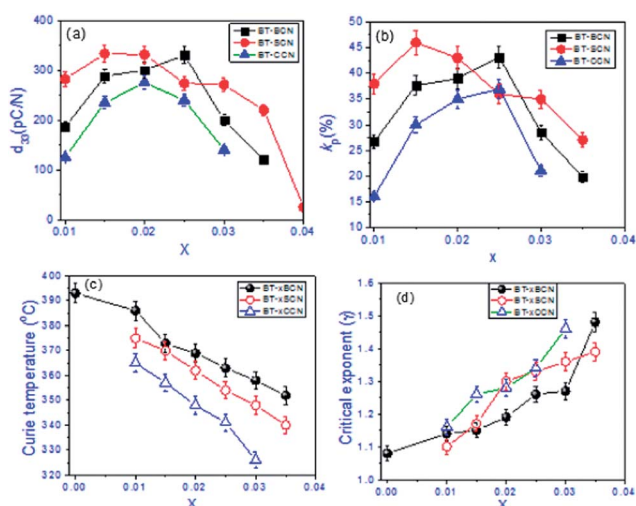 (a)
BT-BCN
BT-SCN
BT-CCN
d33(pC/N)
400
300
200
100
0
0.01
0.02
0.03
0.04
X
(b)
BT-BCN
BT-SCN
BT-CCN
kp(%)
50
45
40
35
30
25
20
15
0.01
0.02
0.03
0.04
X
(c)
BT-xBCN
BT-xSCN
BT-xCCN
Curie temperature (°C)
400
390
380
370
360
350
340
330
320
0.00
0.01
0.02
0.03
0.04
X
(d)
BT-xBCN
BT-xSCN
BT-xCCN
Critical exponent (γ)
1.6
1.5
1.4
1.3
1.2
1.1
1.0
0.00
0.01
0.02
0.03
0.04
X